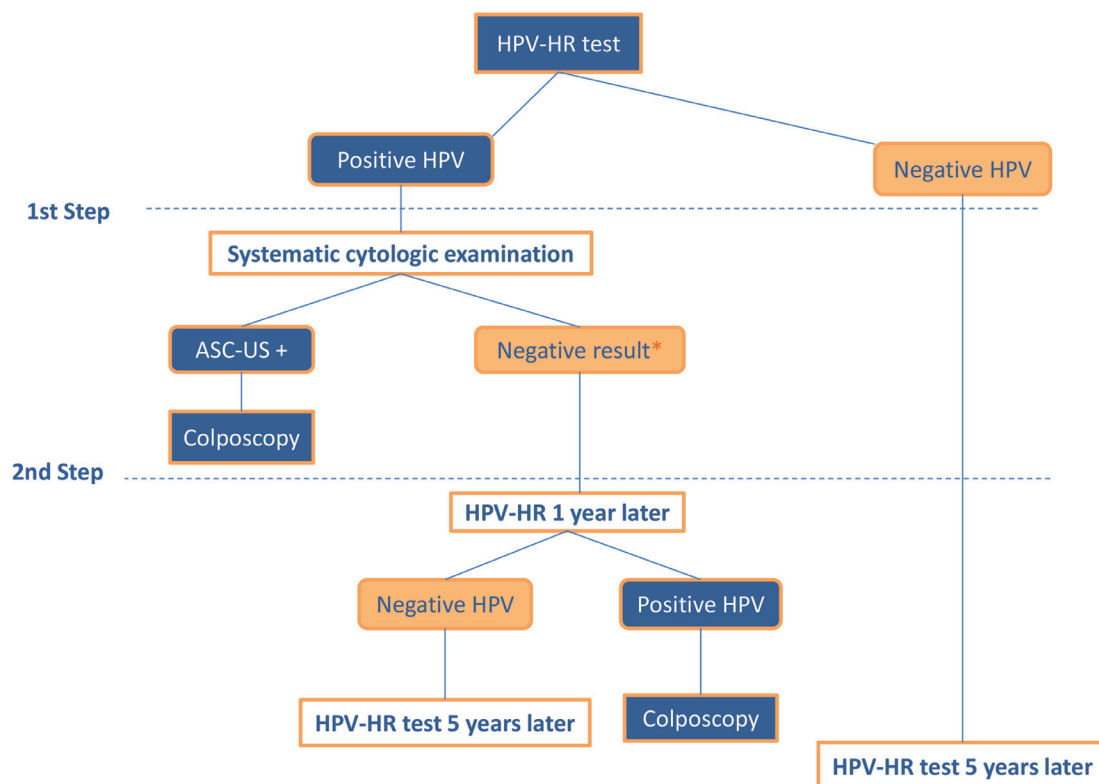 HPV-HR test
Positive HPV
Negative HPV
1st Step
Systematic cytologic examination
ASC-US +
Negative result*
Colposcopy
2nd Step
HPV-HR 1 year later
Negative HPV
Positive HPV
HPV-HR test 5 years later
Colposcopy
HPV-HR test 5 years later